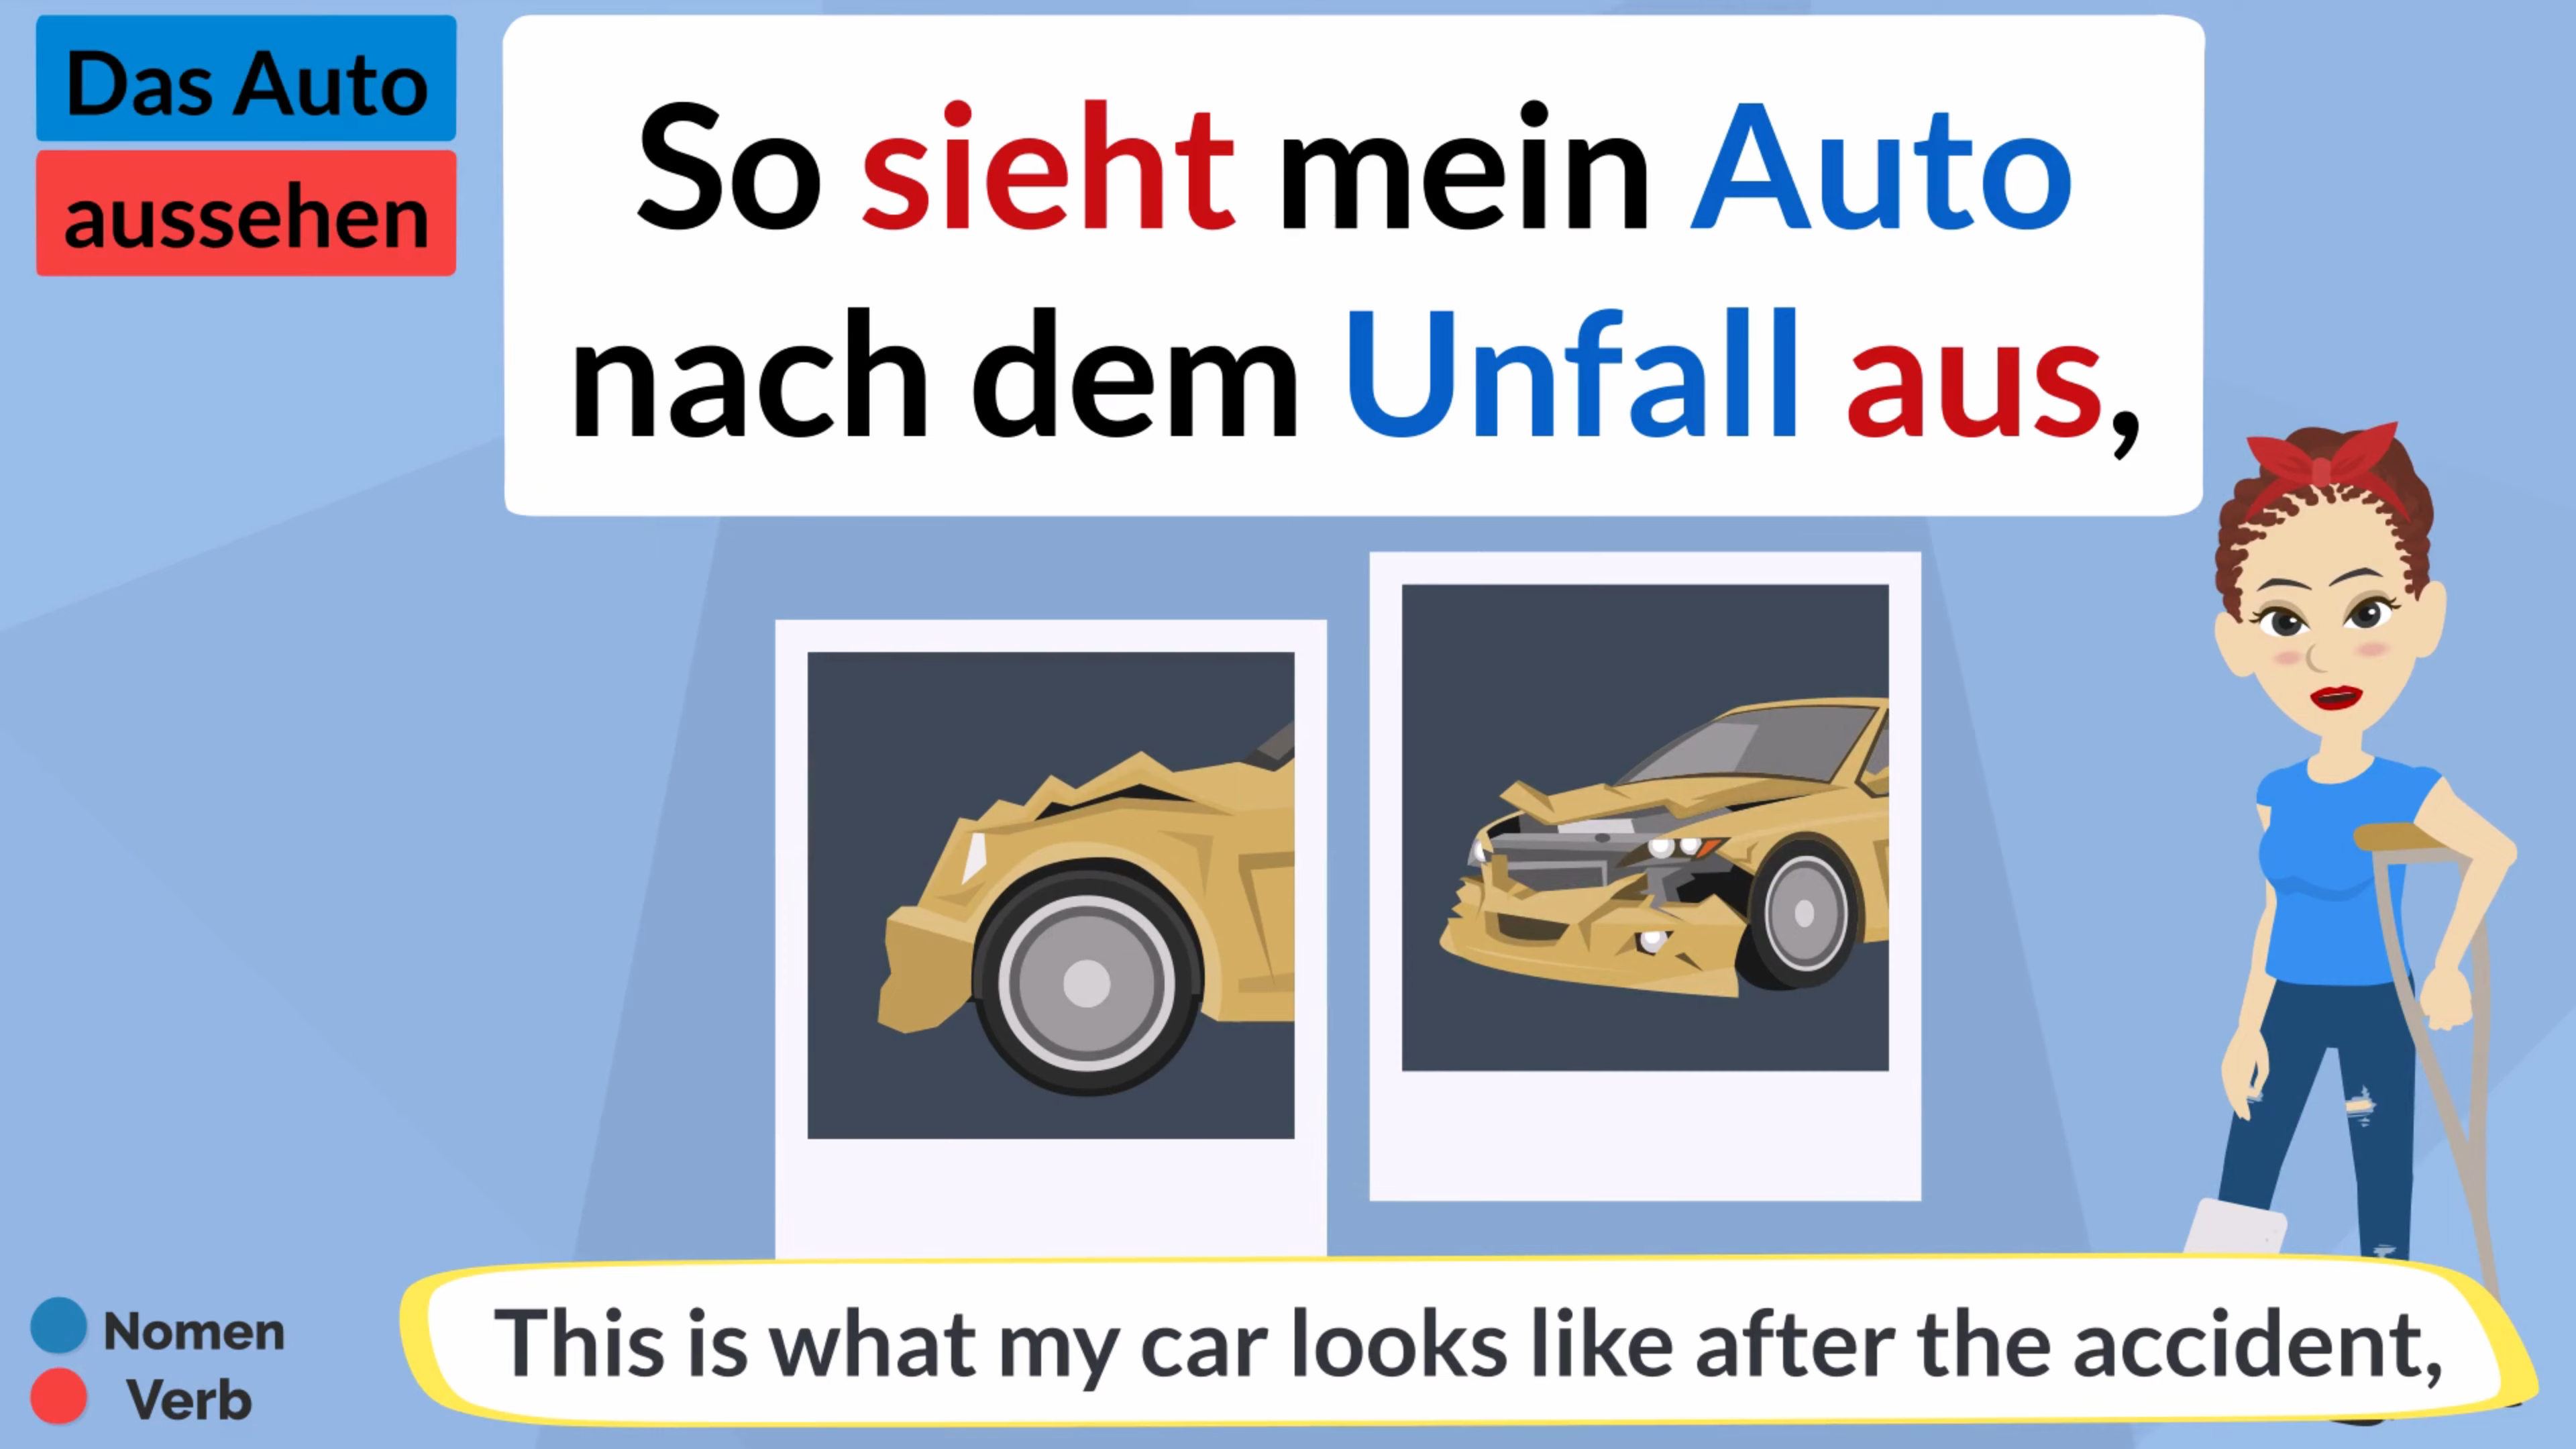 Das Auto
aussehen
So sieht mein Auto
nach dem Unfall aus,
Nomen
Verb
This is what my car looks like after the accident,